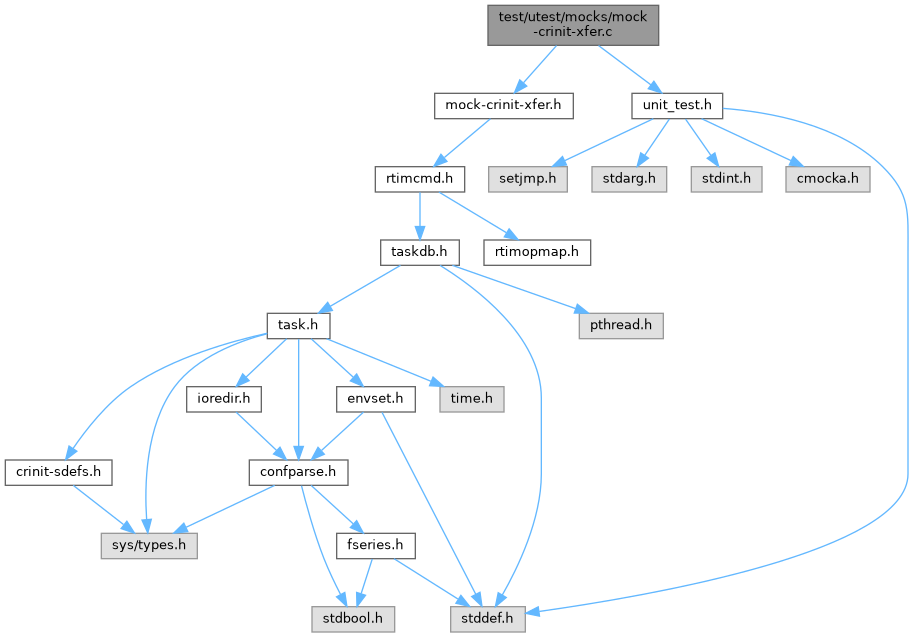 test/utest/mocks/mock
-crinit-xfer.c
mock-crinit-xfer.h
unit_test.h
rtimcmd.h
setjmp.h
stdarg.h
stdint.h
cmocka.h
taskdb.h
rtimopmap.h
task.h
pthread.h
ioredir.h
envset.h
time.h
crinit-sdefs.h
confparse.h
sys/types.h
fseries.h
stdbool.h
stddef.h